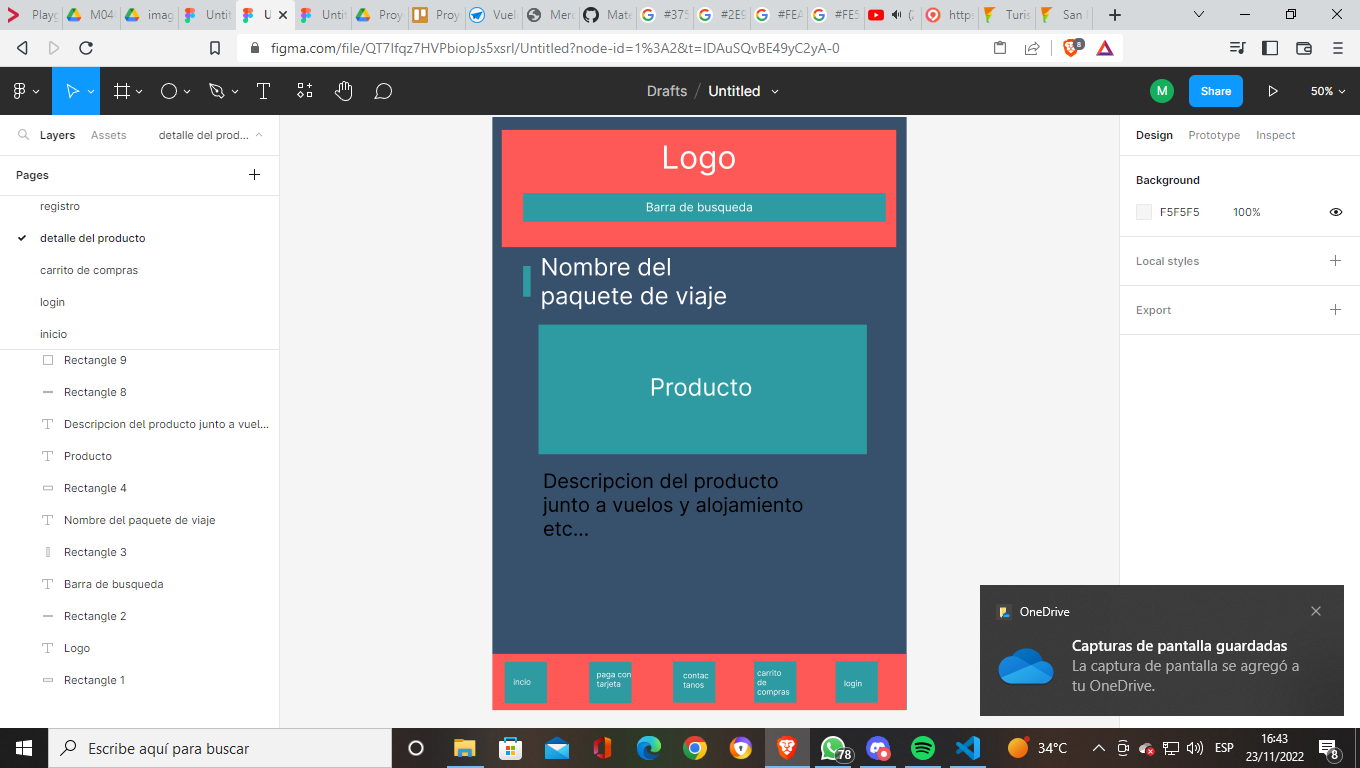 Play
M04
imag
Untit
U
Untit
Proy
Proy
Vuel
Merc
Mate
#375
#2E9
#FEA
#FE5
(2
https
Turis
San
figma.com/file/QT7Ifqz7HVPbiopJs5xsrl/Untitled?node-id=1%3A2&t=IDAuSQvBE49yC2yA-0
8
Drafts / Untitled
M
Share
50%
Layers Assets detalle del prod...
Pages
registro
detalle del producto
carrito de compras
login
inicio
Rectangle 9
Rectangle 8
Descripcion del producto junto a vuel...
Producto
Rectangle 4
Nombre del paquete de viaje
Rectangle 3
Barra de busqueda
Rectangle 2
Logo
Rectangle 1
Logo
Barra de busqueda
Nombre del
paquete de viaje
Producto
Descripcion del producto
junto a vuelos y alojamiento
etc...
incio
paga con
tarjeta
contac
tanos
carrito
de
compras
login
Design Prototype Inspect
Background
F5F5F5 100%
Local styles
Export
OneDrive
Capturas de pantalla guardadas
La captura de pantalla se agregó a
tu OneDrive.
Escribe aquí para buscar
78
34°C
ESP
16:43
23/11/2022
8